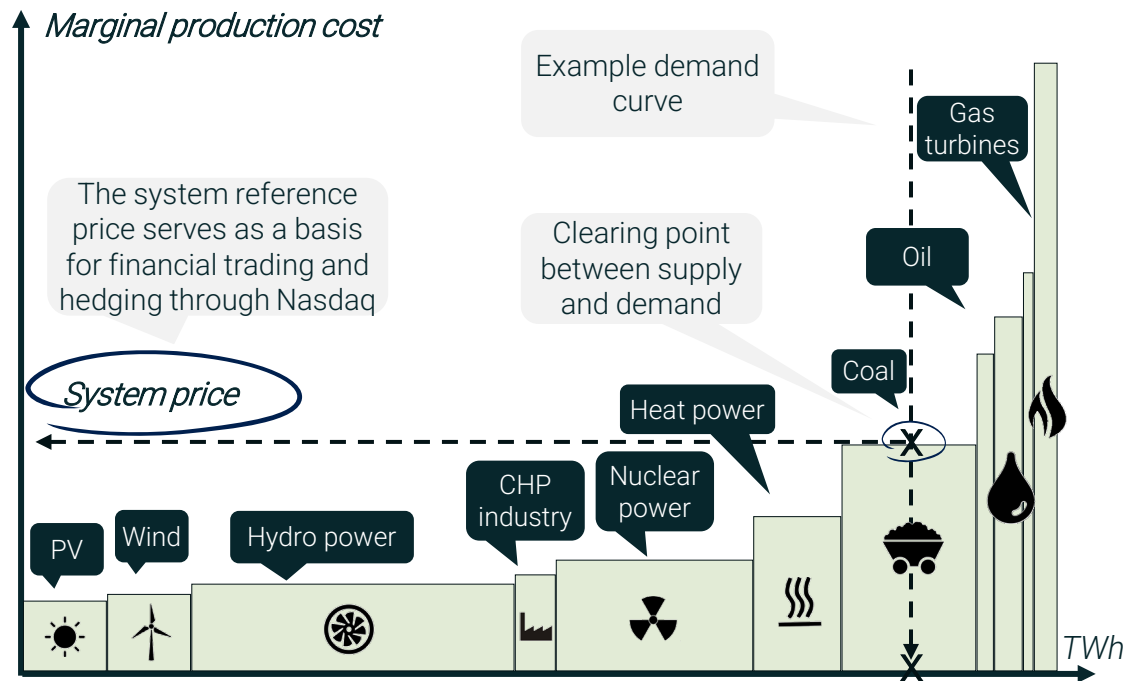 Marginal production cost
Example demand
curve
Gas
turbines
The system reference
price serves as a basis
for financial trading and
hedging through Nasdaq
Clearing point
between supply
and demand
Oil
System price
Coal
Heat power
X
CHP
industry
Nuclear
power
PV
Wind
Hydro power
TWh
X